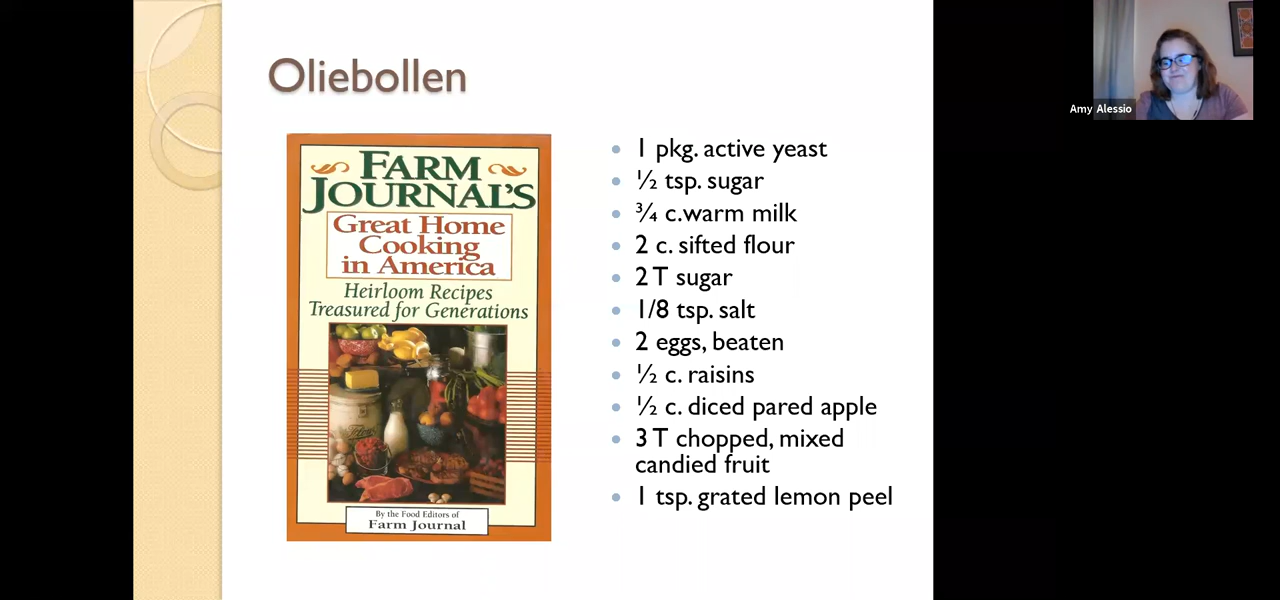 Oliebollen
FARM
JOURNAL'S
Great Home
Cooking
in America
Heirloom Recipes
Treasured for Generations
By the Food Editors of
Farm Journal
1 pkg. active yeast
½ tsp. sugar
¾ c.warm milk
2 c. sifted flour
2 T sugar
1/8 tsp. salt
2 eggs, beaten
½ c. raisins
½ c. diced pared apple
3 T chopped, mixed
candied fruit
1 tsp. grated lemon peel
Amy Alessio